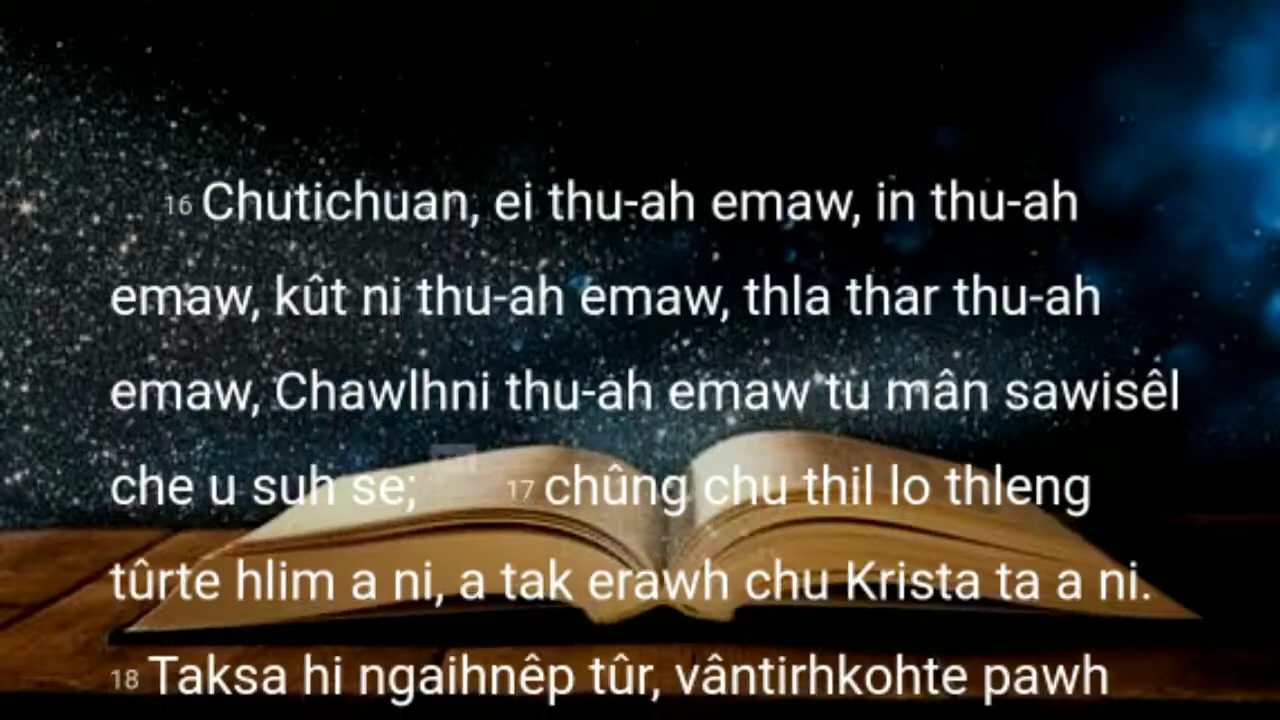 16 Chutichuan, ei thu-ah emaw, in thu-ah
emaw, kût ni thu-ah emaw, thla thar thu-ah
emaw, Chawlhni thu-ah emaw tu mân sawisêl
che u suh se; 17 chûng chu thil lo thleng
tûrte hlim a ni, a tak erawh chu Krista ta a ni.
18 Taksa hi ngaihnêp tûr, vântirhkohte pawh